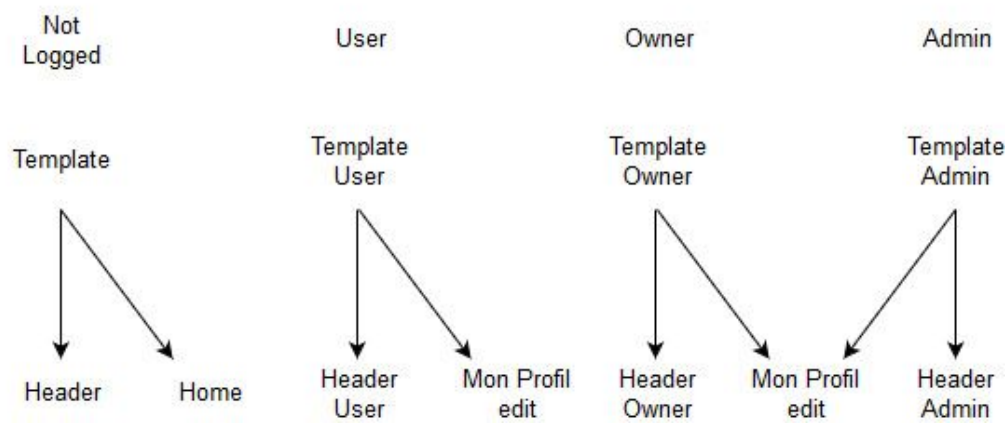 Not
Logged
User
Owner
Admin
Template
Template
User
Template
Owner
Template
Admin
Header
Home
Header
User
Mon Profil
edit
Header
Owner
Mon Profil
edit
Header
Admin